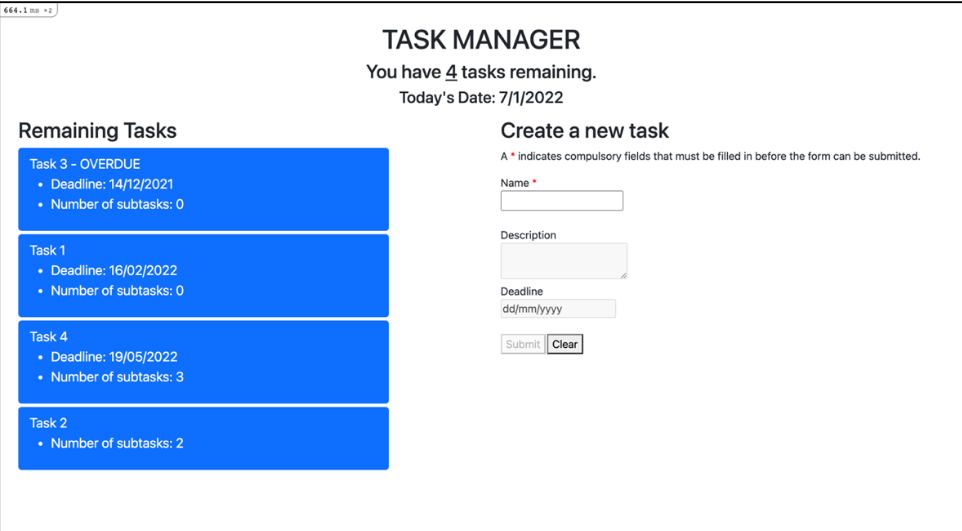 664.1 ms ×2
TASK MANAGER
You have 4 tasks remaining.
Today's Date: 7/1/2022
Remaining Tasks
Task 3 - OVERDUE
• Deadline: 14/12/2021
• Number of subtasks: 0
Task 1
• Deadline: 16/02/2022
• Number of subtasks: 0
Task 4
• Deadline: 19/05/2022
• Number of subtasks: 3
Task 2
• Number of subtasks: 2
Create a new task
A * indicates compulsory fields that must be filled in before the form can be submitted.
Name *
Description
Deadline
dd/mm/yyyy
Submit Clear